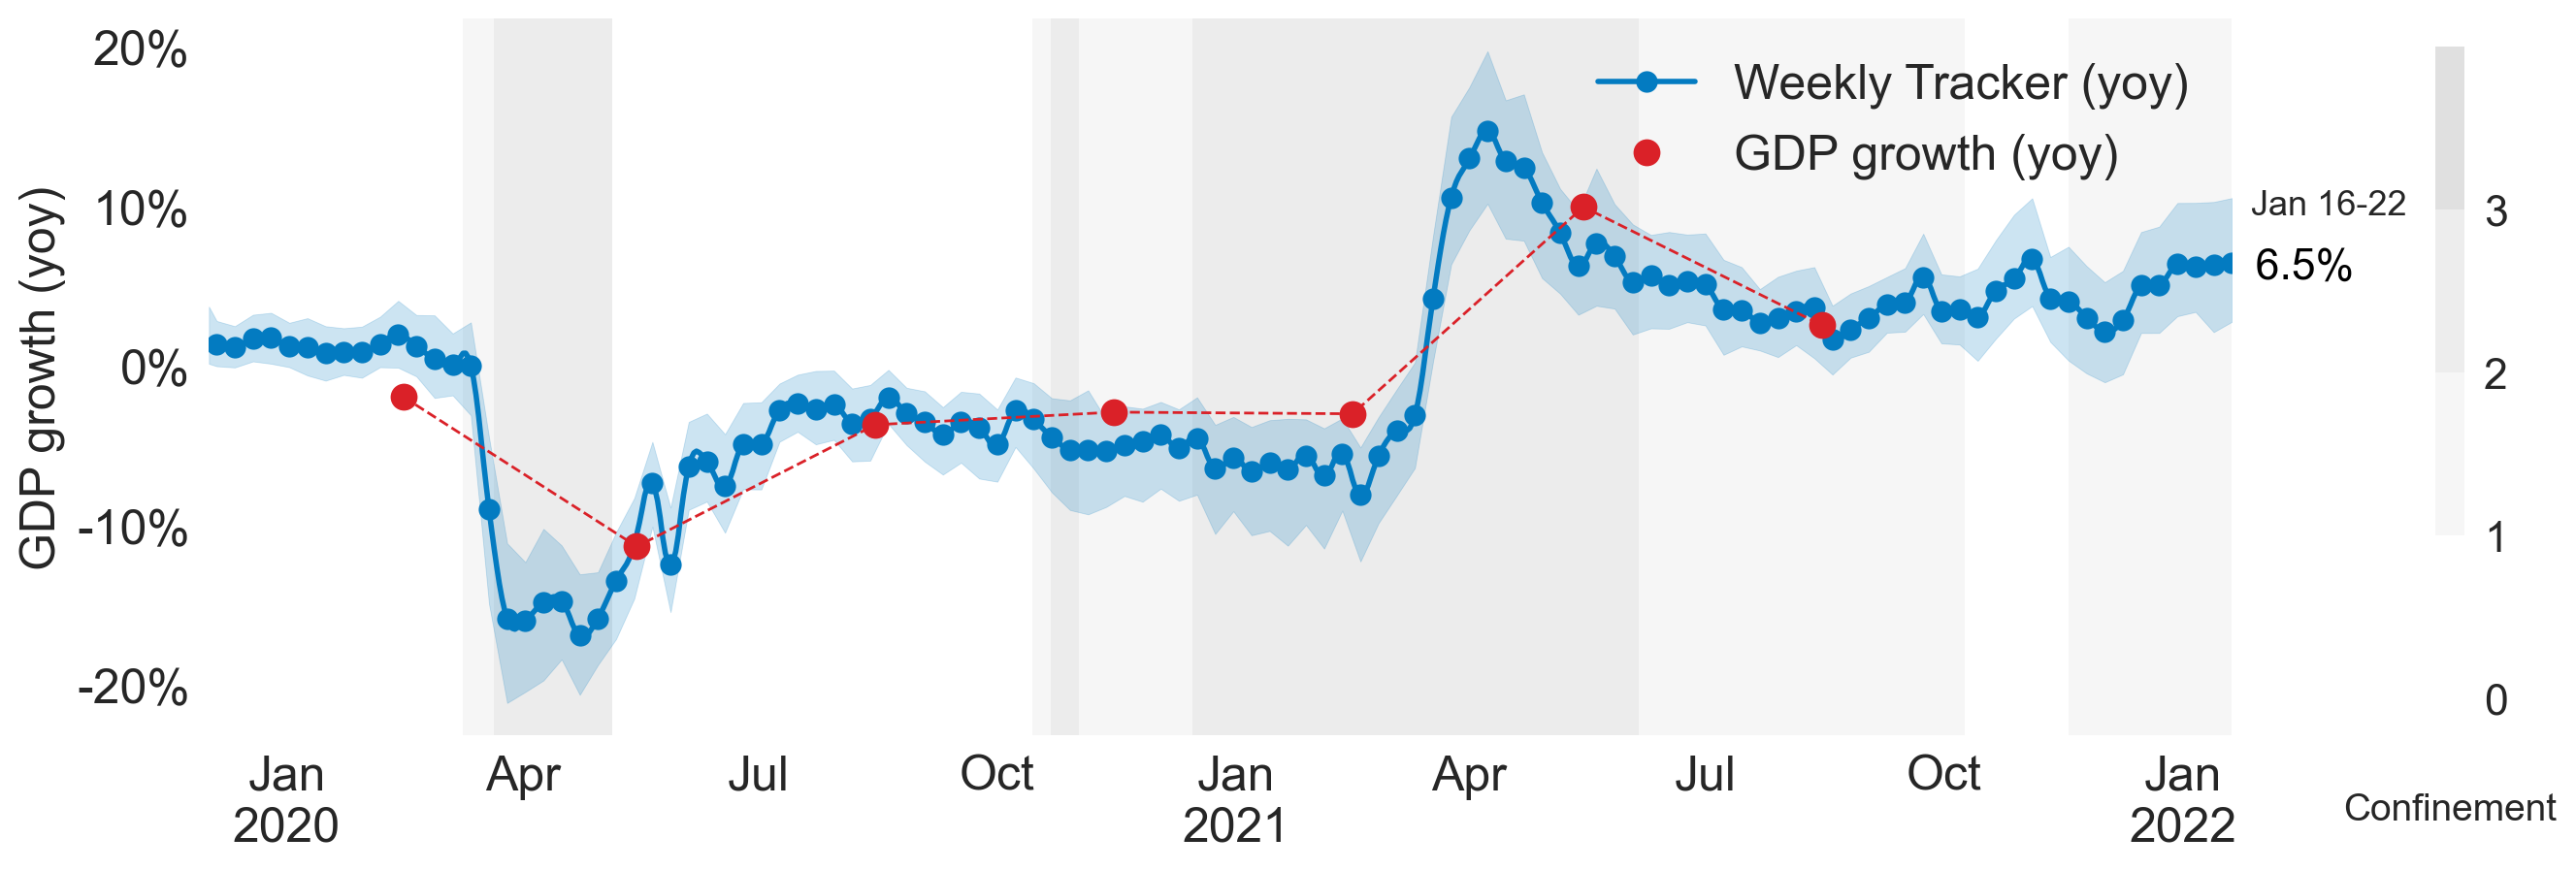 20%
10%
0%
-10%
-20%
GDP growth (yoy)
Weekly Tracker (yoy)
GDP growth (yoy)
Jan 16-22
6.5%
3
2
1
0
Confinement
Jan
2020
Apr
Jul
Oct
Jan
2021
Apr
Jul
Oct
Jan
2022